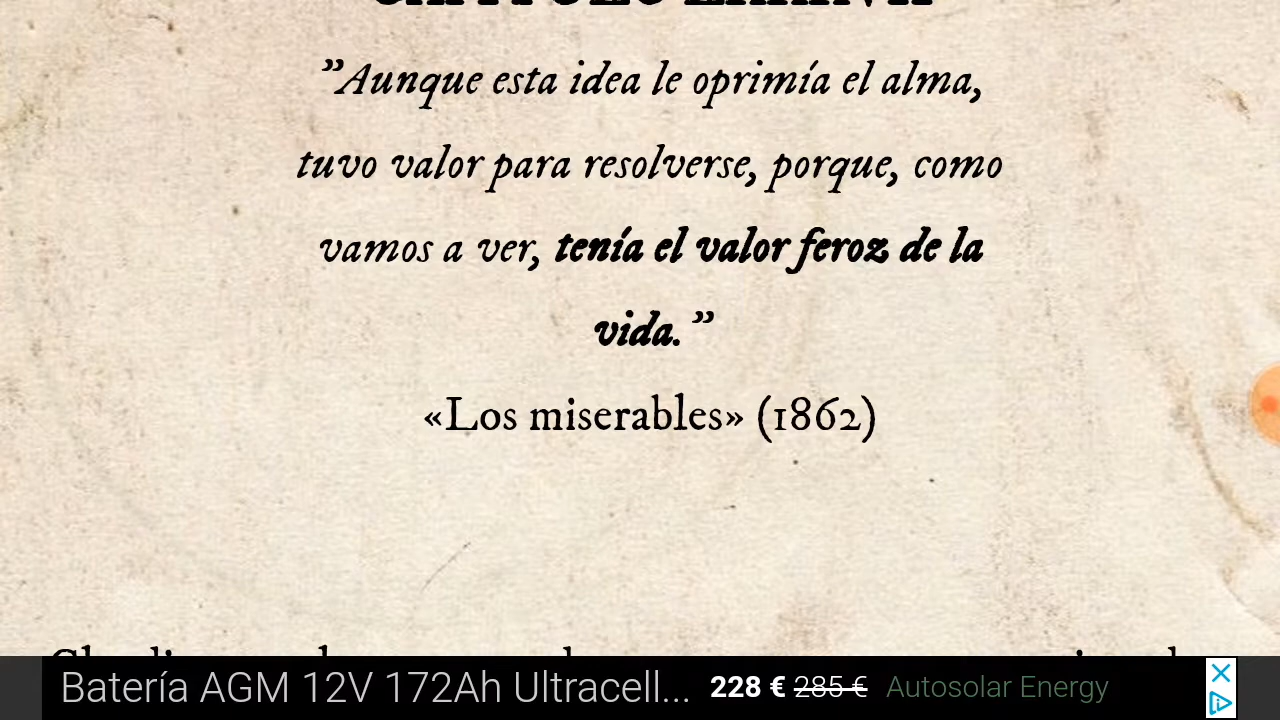 ”Aunque esta idea le oprimía el alma,
tuvo valor para resolverse, porque, como
vamos a ver, tenía el valor feroz de la
vida.”
«Los miserables» (1862)
Batería AGM 12V 172Ah Ultracell... 228 € 285 € Autosolar Energy